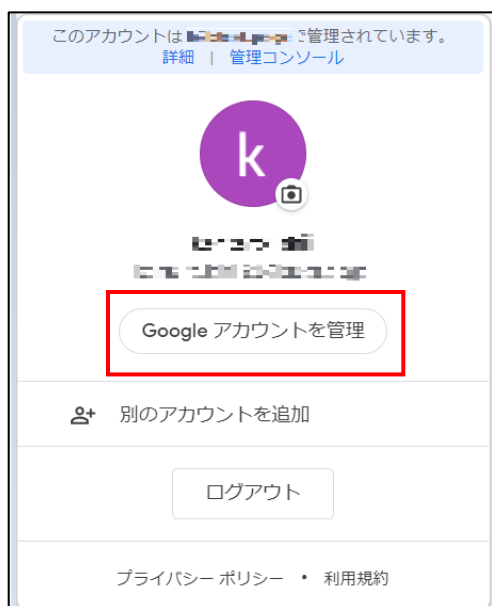 このアカウントは で管理されています。
詳細 | 管理コンソール
k
Google アカウントを管理
別のアカウントを追加
ログアウト
プライバシー ポリシー • 利用規約